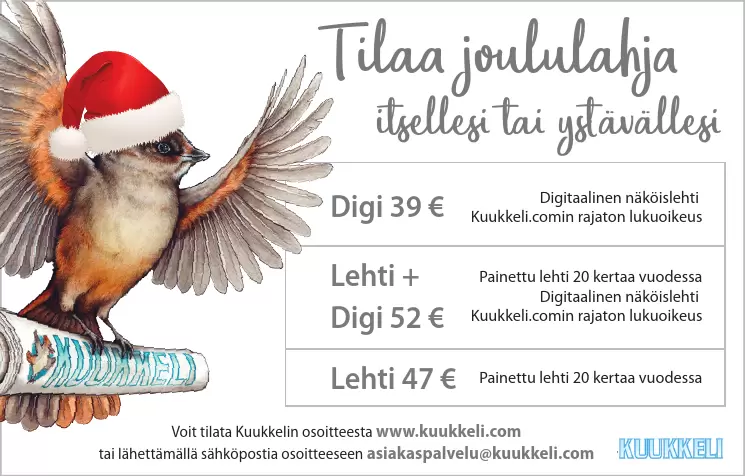 Tilaa joululahja
itsellesi tai ystävällesi
Digi 39 €
Digitaalinen näköislehti
Kuukkeli.comin rajaton lukuoikeus
Lehti +
Digi 52 €
Painettu lehti 20 kertaa vuodessa
Digitaalinen näköislehti
Kuukkeli.comin rajaton lukuoikeus
Lehti 47 €
Painettu lehti 20 kertaa vuodessa
KUUKKELI
Voit tilata Kuukkelin osoitteesta www.kuukkeli.com
tai lähettämällä sähköpostia osoitteeseen asiakaspalvelu@kuukkeli.com
KUUKKELI